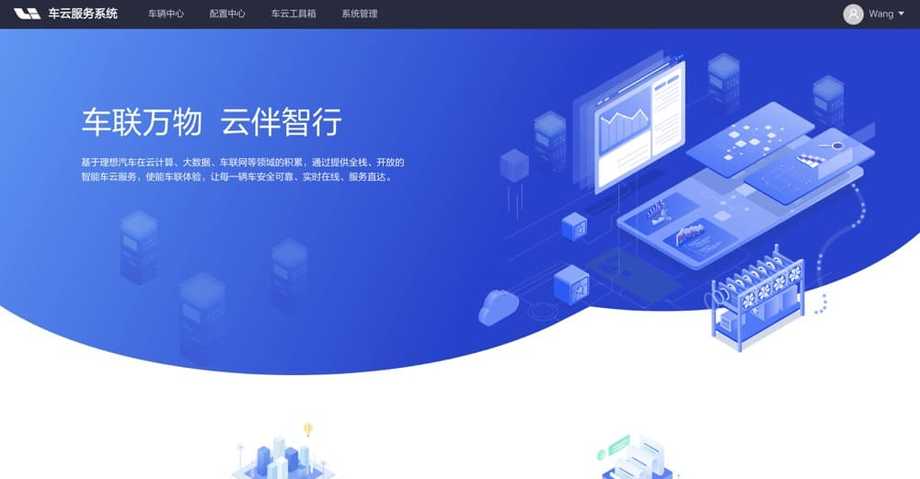 车云服务系统 车辆中心 配置中心 车云工具箱 系统管理 Wang
车联万物 云伴智行
基于理想汽车在云计算、大数据、车联网等领域的积累，通过提供全栈、开放的
智能车云服务，使能车联体验，让每一辆车安全可靠、实时在线、服务直达。